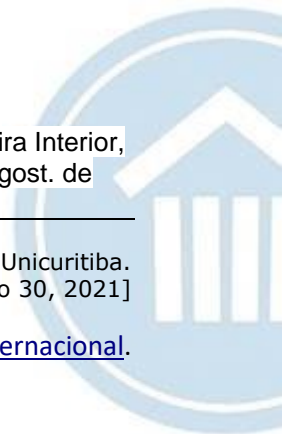 ira Interior,
gost. de
Unicuritiba.
o 30, 2021]
ernacional.